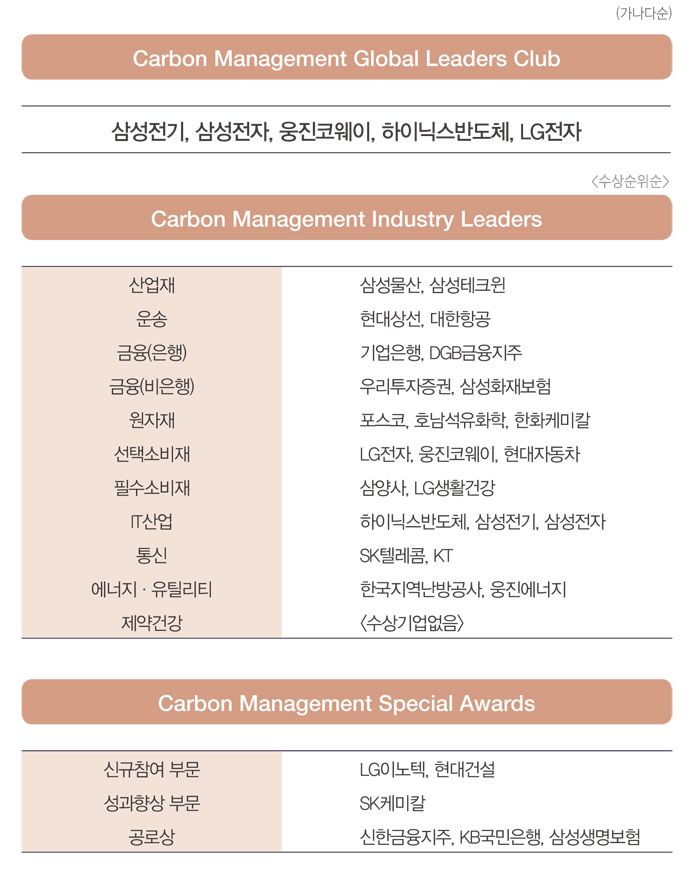 (가나다순)
Carbon Management Global Leaders Club
삼성전기, 삼성전자, 웅진코웨이, 하이닉스반도체, LG전자
<수상순위순>
Carbon Management Industry Leaders
산업재 삼성물산, 삼성테크윈
운송 현대상선, 대한항공
금융(은행) 기업은행, DGB금융지주
금융(비은행) 우리투자증권, 삼성화재보험
원자재 포스코, 호남석유화학, 한화케미칼
선택소비재 LG전자, 웅진코웨이, 현대자동차
필수소비재 삼양사, LG생활건강
IT산업 하이닉스반도체, 삼성전기, 삼성전자
통신 SK텔레콤, KT
에너지 · 유틸리티 한국지역난방공사, 웅진에너지
제약건강 <수상기업없음>
Carbon Management Special Awards
신규참여 부문 LG이노텍, 현대건설
성과향상 부문 SK케미칼
공로상 신한금융지주, KB국민은행, 삼성생명보험